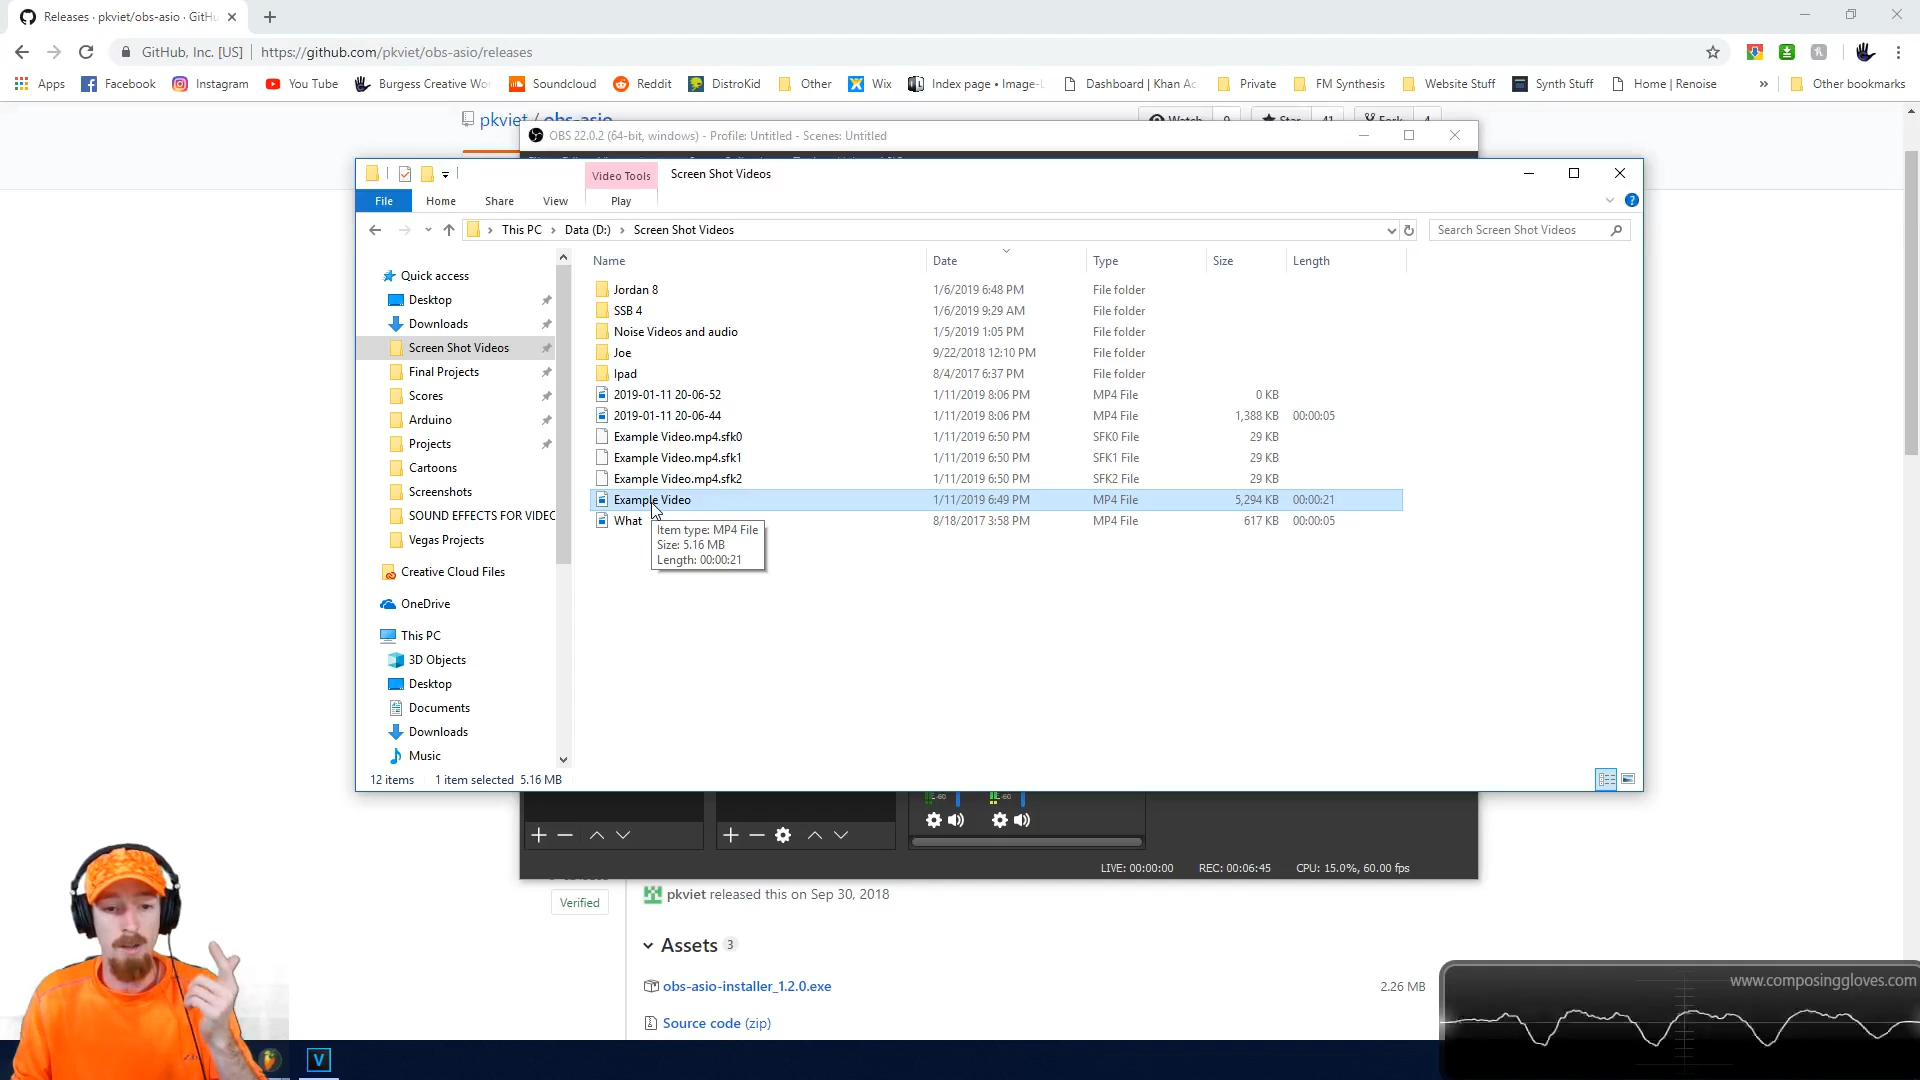 Releases · pkviet/obs-asio · GitHu
GitHub, Inc. [US] | https://github.com/pkviet/obs-asio/releases
Apps Facebook Instagram You Tube Burgess Creative Wo Soundcloud Reddit DistroKid Other Wix Index page • Image-L Dashboard | Khan Ac Private FM Synthesis Website Stuff Synth Stuff Home | Renoise » Other bookmarks
pkviet / obs-asio
Watch 9 Star 41 Fork 4
OBS 22.0.2 (64-bit, windows) - Profile: Untitled - Scenes: Untitled
Video Tools Screen Shot Videos
File Home Share View Play
This PC > Data (D:) > Screen Shot Videos
Search Screen Shot Videos
Name Date Type Size Length
Quick access
Desktop
Downloads
Screen Shot Videos
Final Projects
Scores
Arduino
Projects
Cartoons
Screenshots
SOUND EFFECTS FOR VIDEO
Vegas Projects
Creative Cloud Files
OneDrive
This PC
3D Objects
Desktop
Documents
Downloads
Music
Jordan 8 1/6/2019 6:48 PM File folder
SSB 4 1/6/2019 9:29 AM File folder
Noise Videos and audio 1/5/2019 1:05 PM File folder
Joe 9/22/2018 12:10 PM File folder
Ipad 8/4/2017 6:37 PM File folder
2019-01-11 20-06-52 1/11/2019 8:06 PM MP4 File 0 KB
2019-01-11 20-06-44 1/11/2019 8:06 PM MP4 File 1,388 KB 00:00:05
Example Video.mp4.sfk0 1/11/2019 6:50 PM SFK0 File 29 KB
Example Video.mp4.sfk1 1/11/2019 6:50 PM SFK1 File 29 KB
Example Video.mp4.sfk2 1/11/2019 6:50 PM SFK2 File 29 KB
Example Video 1/11/2019 6:49 PM MP4 File 5,294 KB 00:00:21
What 8/18/2017 3:58 PM MP4 File 617 KB 00:00:05
Item type: MP4 File
Size: 5.16 MB
Length: 00:00:21
12 items 1 item selected 5.16 MB
-60 -60
LIVE: 00:00:00 REC: 00:06:45 CPU: 15.0%, 60.00 fps
Verified
pkviet released this on Sep 30, 2018
Assets 3
obs-asio-installer_1.2.0.exe 2.26 MB
Source code (zip)
www.composinggloves.com
V